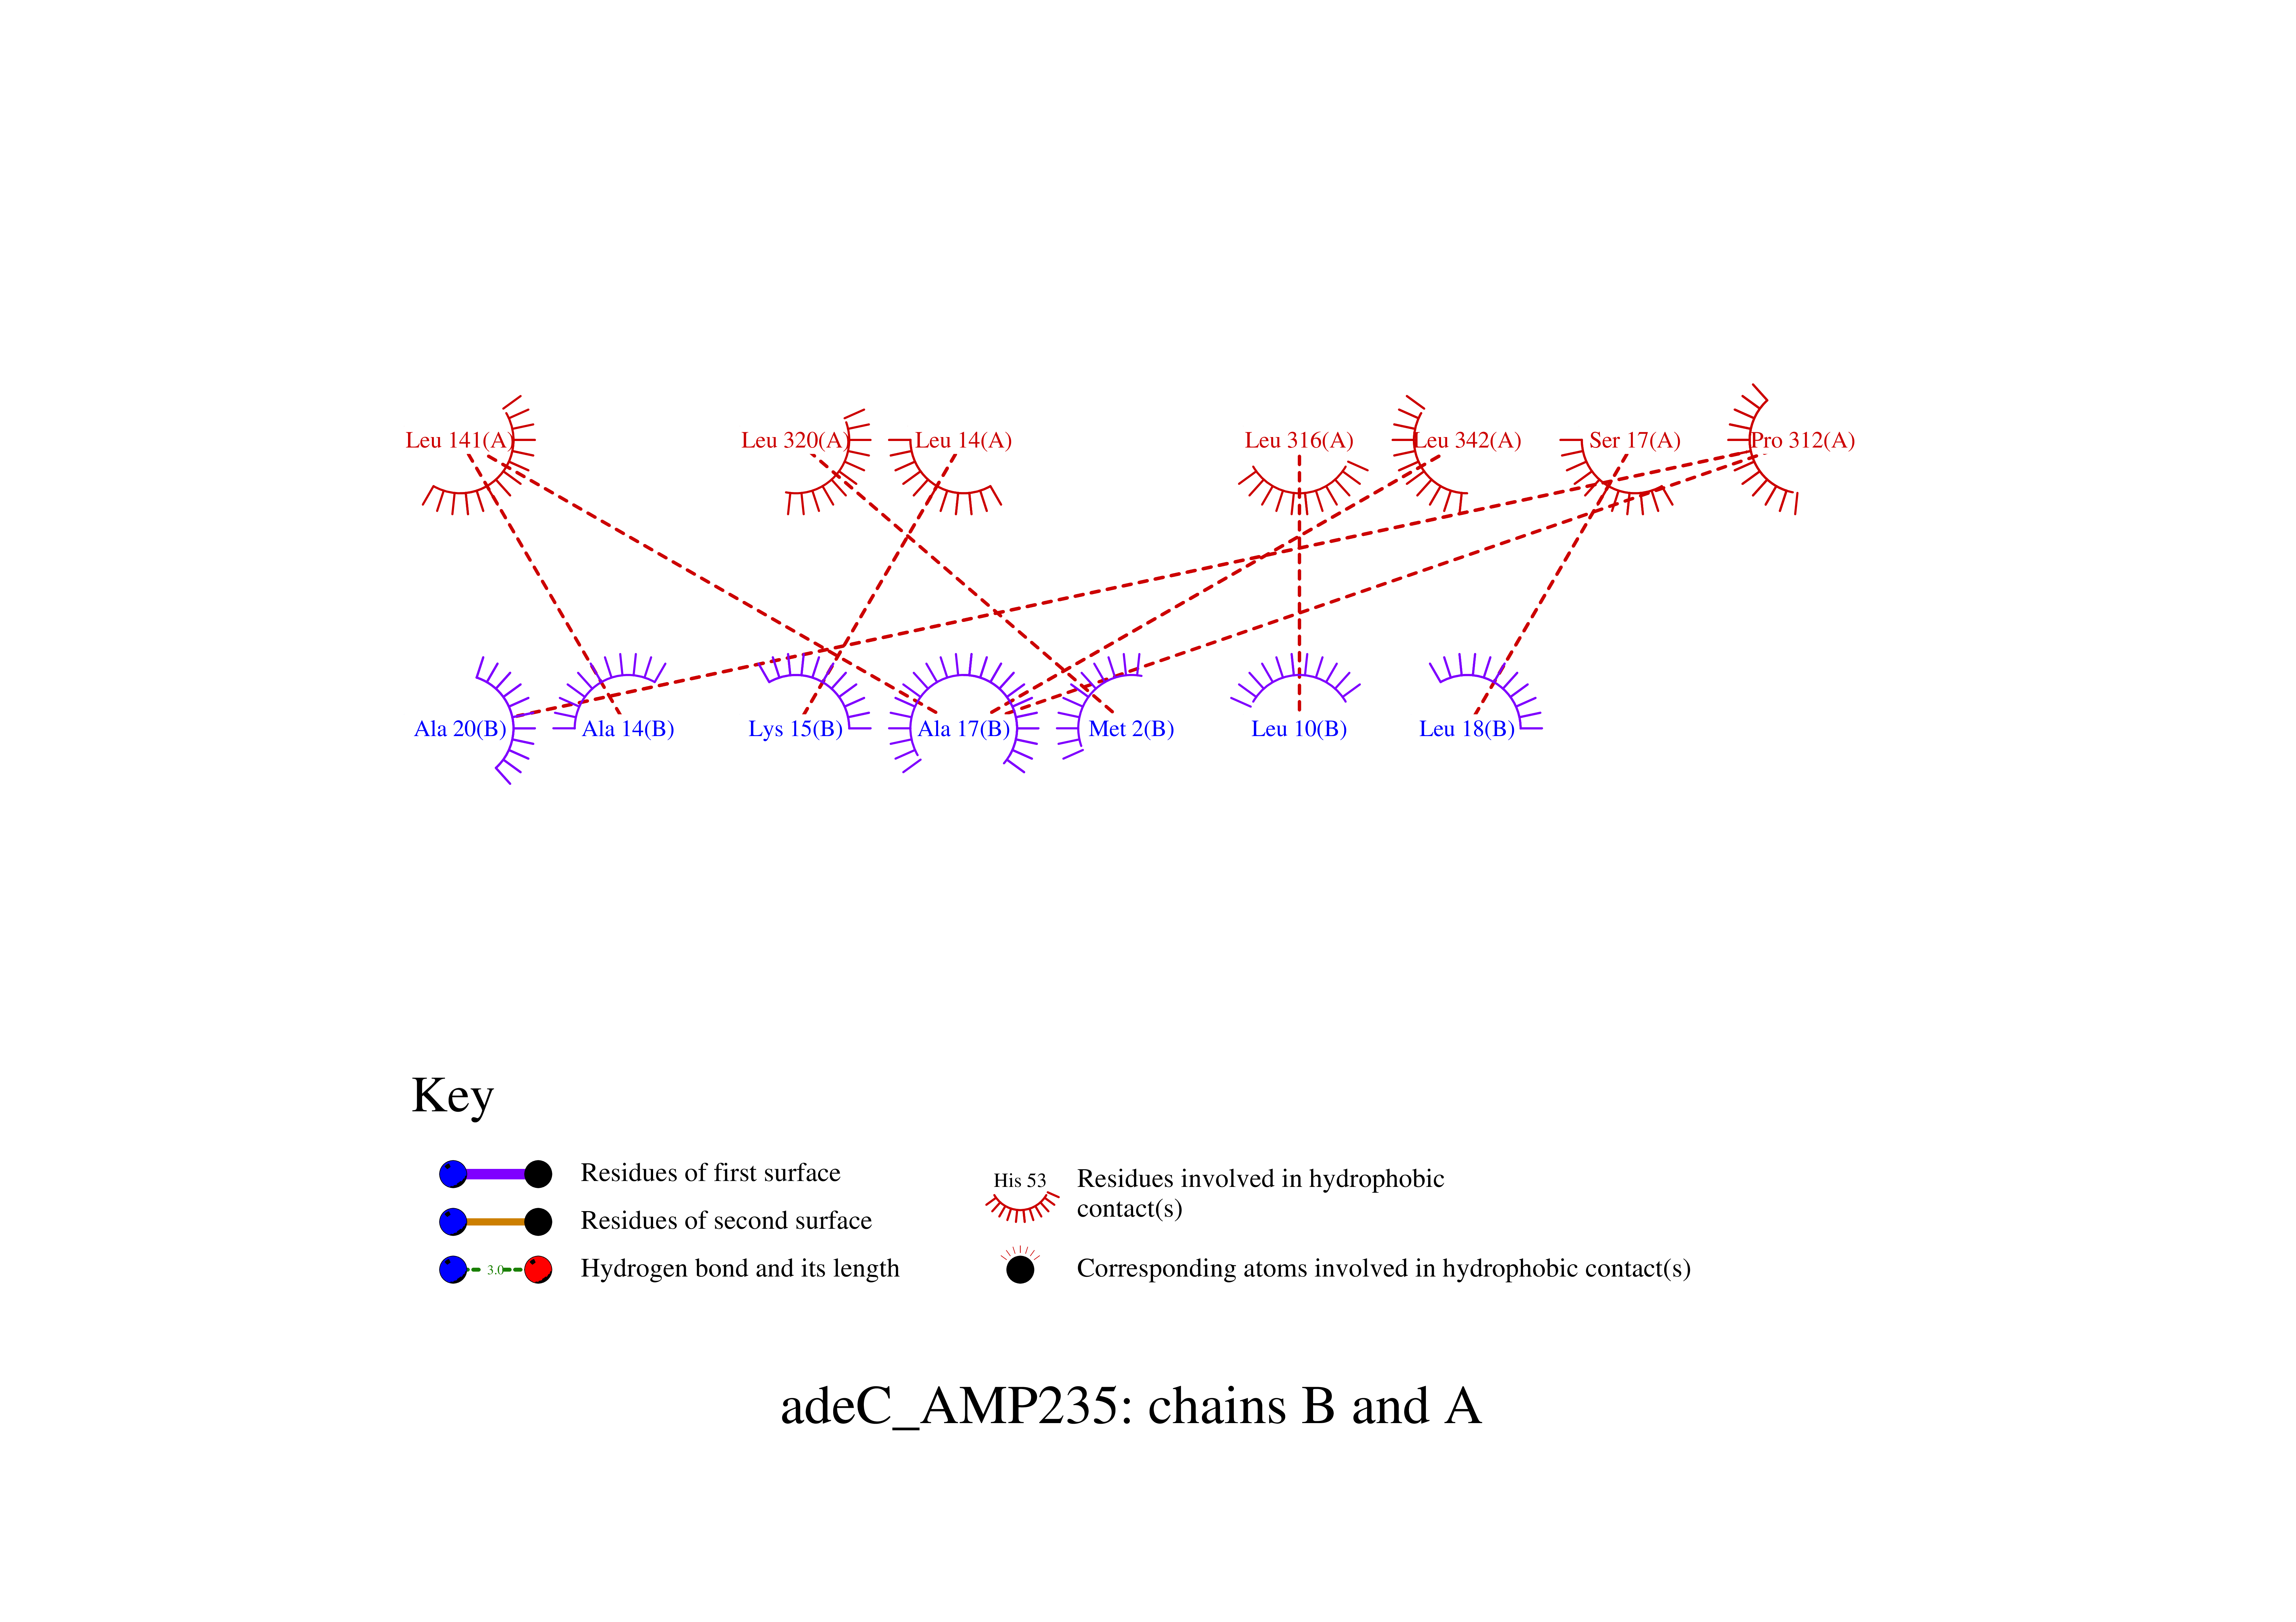 Leu 141(A) Leu 320(A) Leu 14(A) Leu 316(A) Leu 342(A) Ser 17(A) Pro 312(A)
Ala 20(B) Ala 14(B) Lys 15(B) Ala 17(B) Met 2(B) Leu 10(B) Leu 18(B)
Key
Residues of first surface
Residues of second surface
3.0 Hydrogen bond and its length
His 53 Residues involved in hydrophobic
contact(s)
Corresponding atoms involved in hydrophobic contact(s)
adeC_AMP235: chains B and A